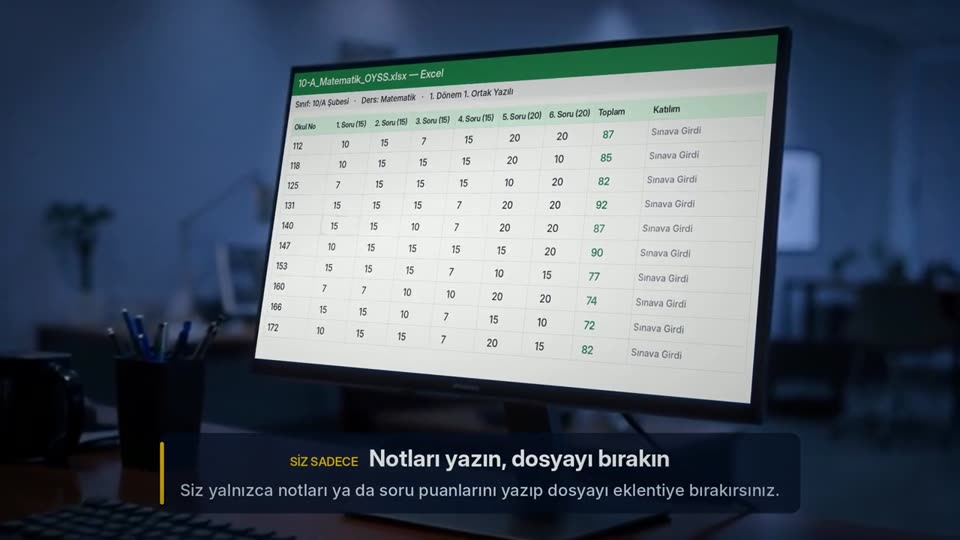 10-A_Matematik_OYSS.xlsx — Excel
Sınıf: 10/A Şubesi · Ders: Matematik · 1. Dönem 1. Ortak Yazılı
Okul No 1. Soru (15) 2. Soru (15) 3. Soru (15) 4. Soru (15) 5. Soru (20) 6. Soru (20) Toplam Katılım
112 10 15 7 15 20 20 87 Sınava Girdi
118 10 15 15 15 20 10 85 Sınava Girdi
125 7 15 15 15 10 20 82 Sınava Girdi
131 15 15 15 7 20 20 92 Sınava Girdi
140 15 15 10 7 20 20 87 Sınava Girdi
147 10 15 15 15 15 20 90 Sınava Girdi
153 15 15 15 7 10 15 77 Sınava Girdi
160 7 7 10 10 20 20 74 Sınava Girdi
166 15 15 10 7 15 10 72 Sınava Girdi
172 10 15 15 7 20 15 82 Sınava Girdi
SİZ SADECE Notları yazın, dosyayı bırakın
Siz yalnızca notları ya da soru puanlarını yazıp dosyayı eklentiye bırakırsınız.